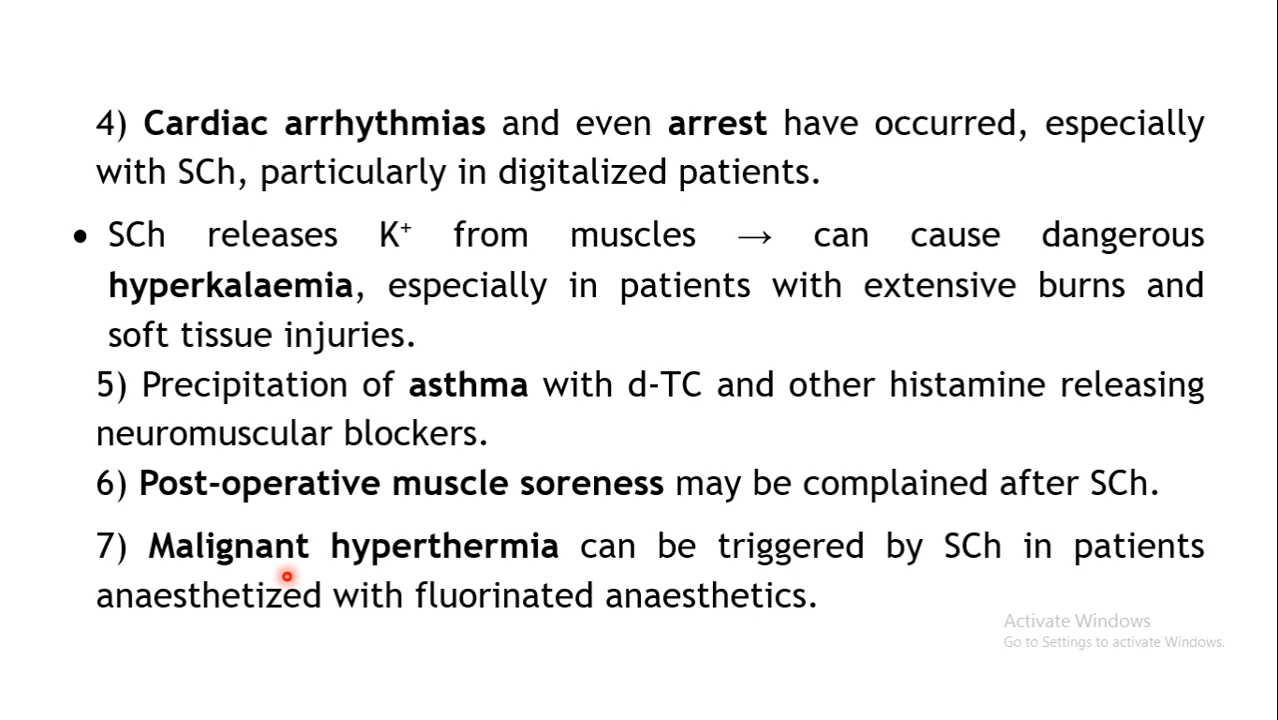 4) Cardiac arrhythmias and even arrest have occurred, especially
with SCh, particularly in digitalized patients.
• SCh releases K⁺ from muscles → can cause dangerous
hyperkalaemia, especially in patients with extensive burns and
soft tissue injuries.
5) Precipitation of asthma with d-TC and other histamine releasing
neuromuscular blockers.
6) Post-operative muscle soreness may be complained after SCh.
7) Malignant hyperthermia can be triggered by SCh in patients
anaesthetized with fluorinated anaesthetics.
Activate Windows
Go to Settings to activate Windows.